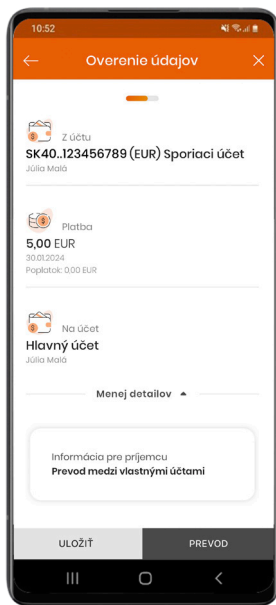 10:52
Overenie údajov
Z účtu
SK40..123456789 (EUR) Sporiaci účet
Júlia Malá
Platba
5,00 EUR
30.01.2024
Poplatok: 0,00 EUR
Na účet
Hlavný účet
Júlia Malá
Menej detailov
Informácia pre príjemcu
Prevod medzi vlastnými účtami
ULOŽIŤ PREVOD